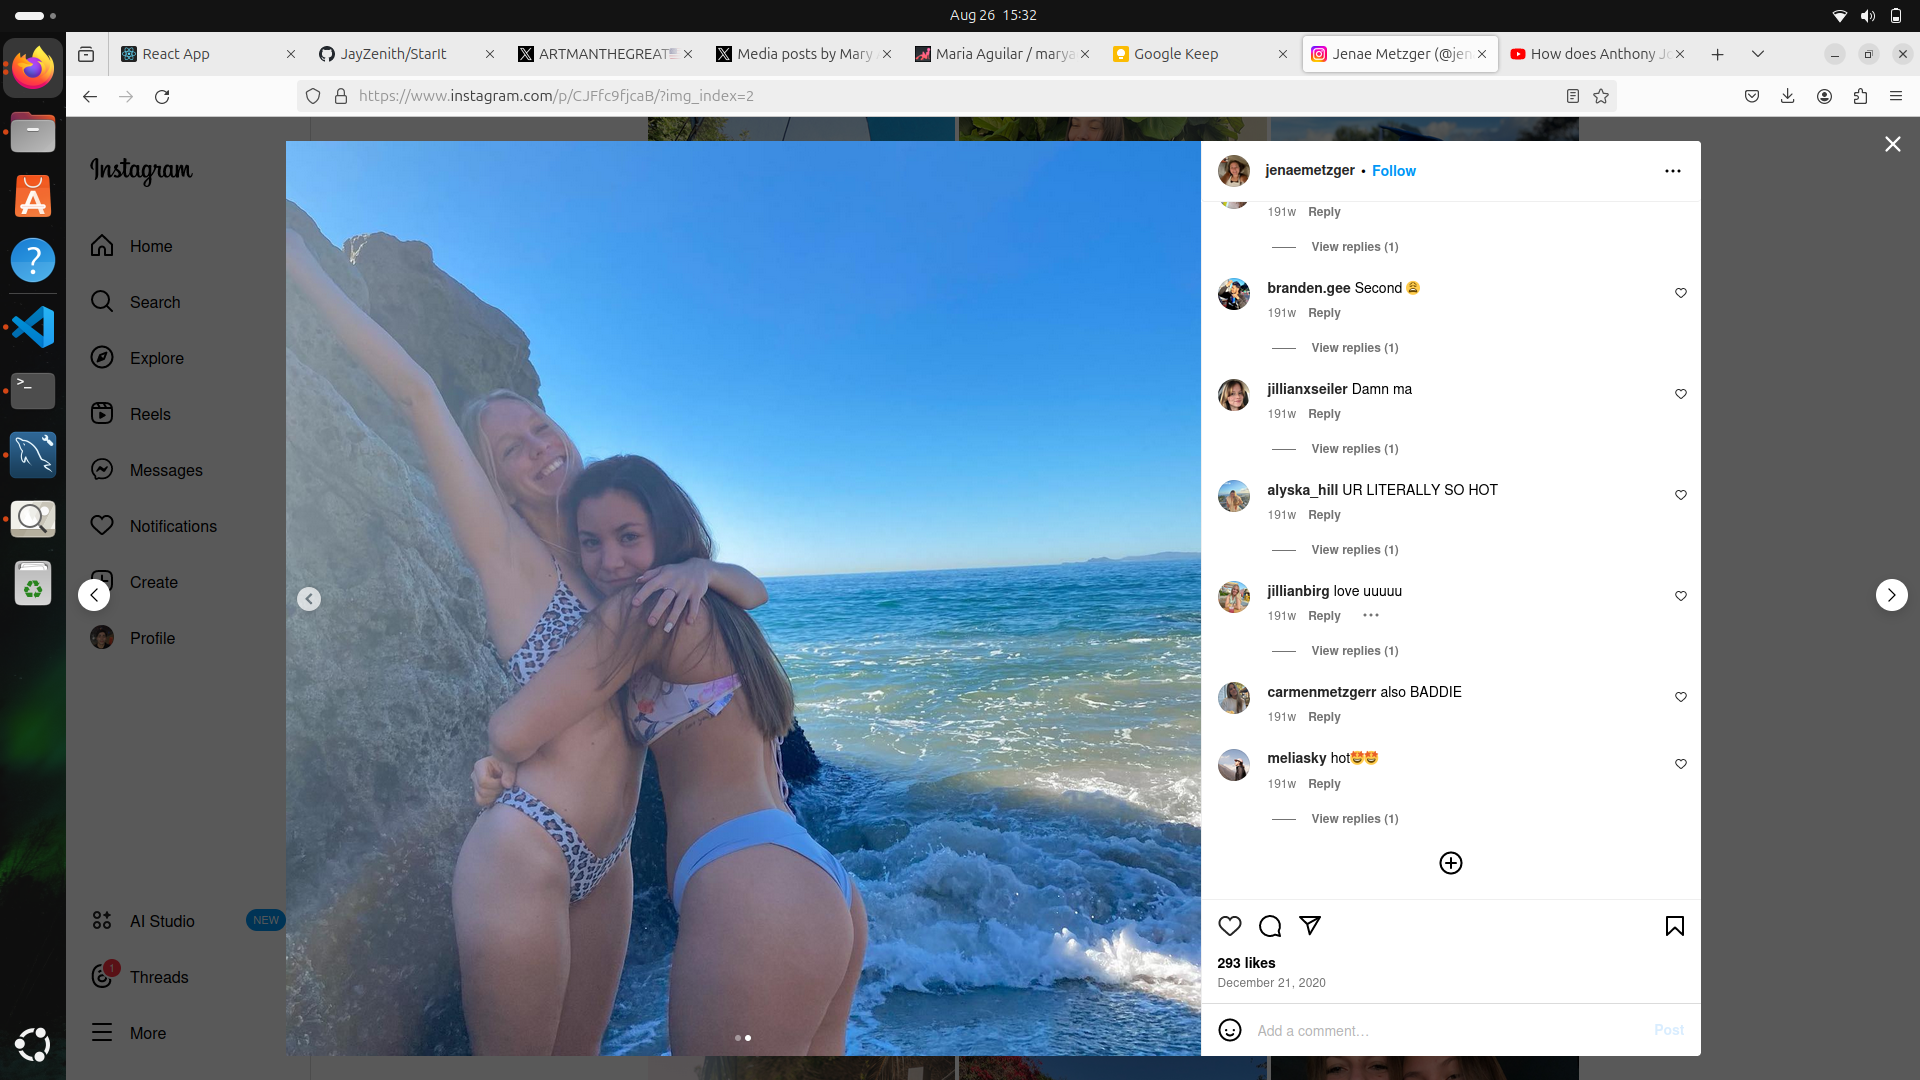 Aug 26 15:32
React App
JayZenith/StarIt
ARTMANTHEGREAT
Media posts by Mary
Maria Aguilar / marya
Google Keep
Jenae Metzger (@jen
How does Anthony Jo
https://www.instagram.com/p/CJFfc9fjcaB/?img_index=2
Instagram
Home
Search
Explore
Reels
Messages
Notifications
Create
Profile
AI Studio NEW
1
Threads
More
jenaemetzger • Follow
191w Reply
View replies (1)
branden.gee Second 😩
191w Reply
View replies (1)
jillianxseiler Damn ma
191w Reply
View replies (1)
alyska_hill UR LITERALLY SO HOT
191w Reply
View replies (1)
jillianbirg love uuuuu
191w Reply
View replies (1)
carmenmetzgerr also BADDIE
191w Reply
meliasky hot🤩🤩
191w Reply
View replies (1)
293 likes
December 21, 2020
Add a comment…
Post